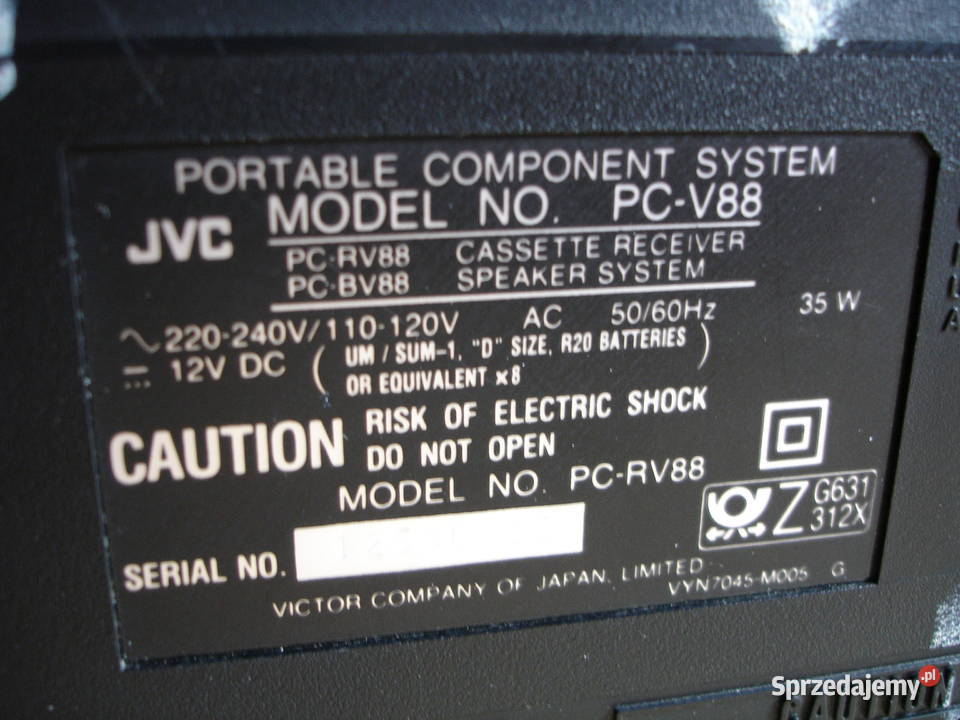 PORTABLE COMPONENT SYSTEM
JVC MODEL NO. PC-V88
PC-RV88 CASSETTE RECEIVER
PC-BV88 SPEAKER SYSTEM
220-240V/110-120V AC 50/60Hz 35 W
12V DC ( UM / SUM-1, "D" SIZE, R20 BATTERIES
OR EQUIVALENT x8 )
CAUTION RISK OF ELECTRIC SHOCK
DO NOT OPEN
MODEL NO. PC-RV88
Z G631
312X
SERIAL NO.
VICTOR COMPANY OF JAPAN, LIMITED
VYN7045-M005 G
Sprzedajemy.pl
CAUTION